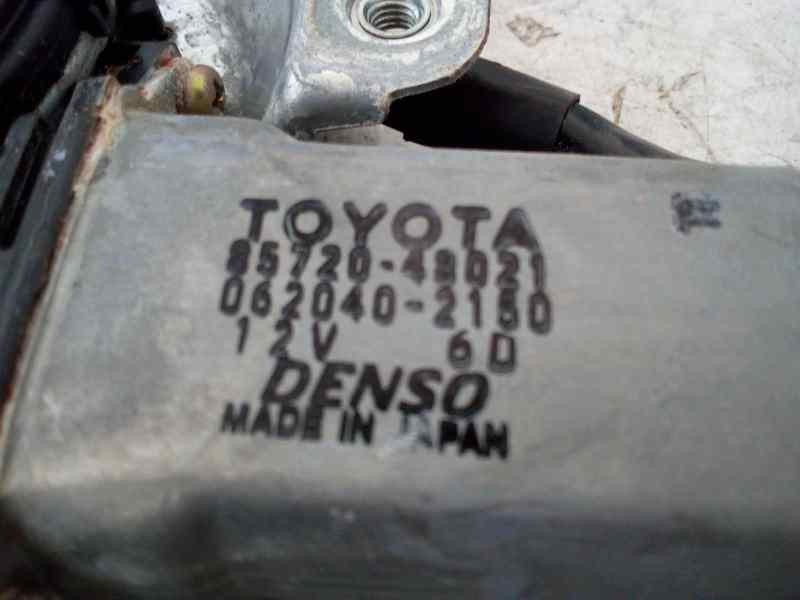 TOYOTA
85720-48021
062040-2150
12V 6D
DENSO
MADE IN JAPAN